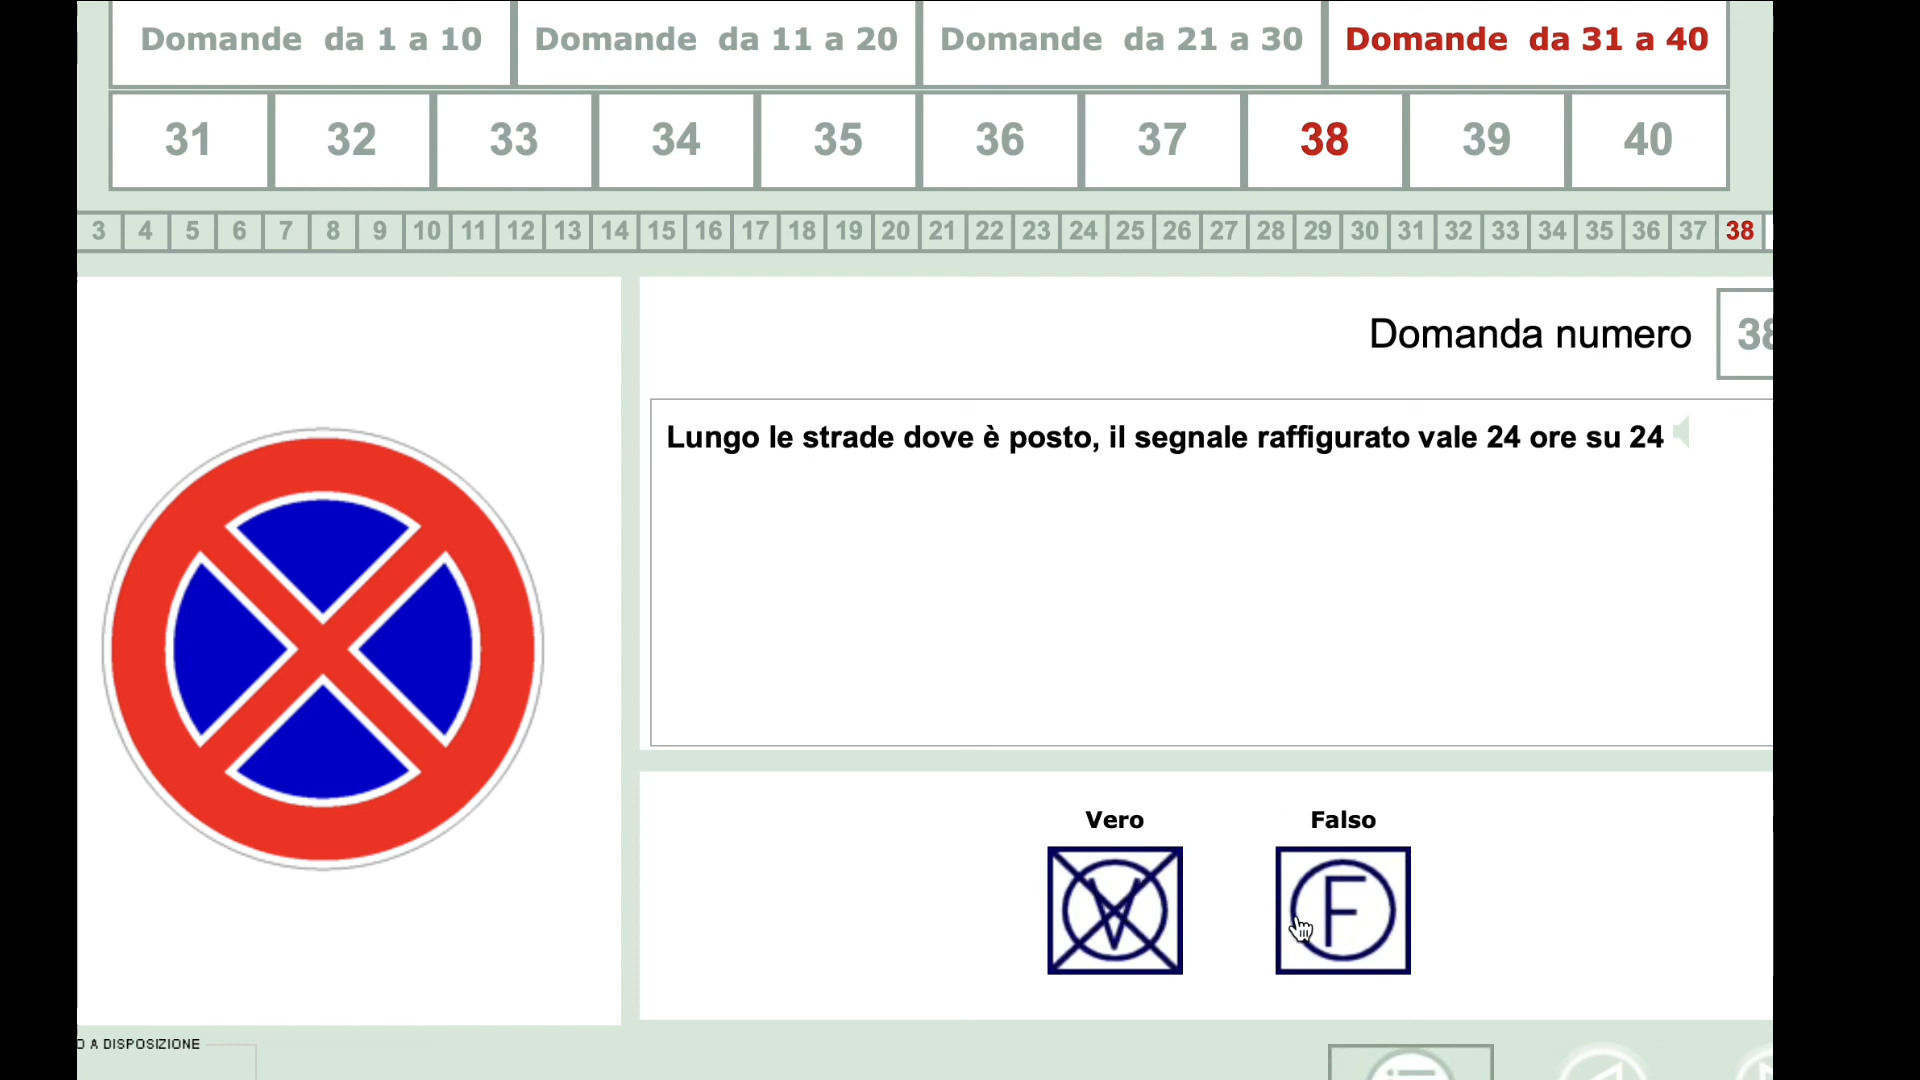 Domande da 1 a 10 Domande da 11 a 20 Domande da 21 a 30 Domande da 31 a 40
31 32 33 34 35 36 37 38 39 40
3 4 5 6 7 8 9 10 11 12 13 14 15 16 17 18 19 20 21 22 23 24 25 26 27 28 29 30 31 32 33 34 35 36 37 38
Domanda numero 38
Lungo le strade dove è posto, il segnale raffigurato vale 24 ore su 24
Vero Falso
V F
O A DISPOSIZIONE